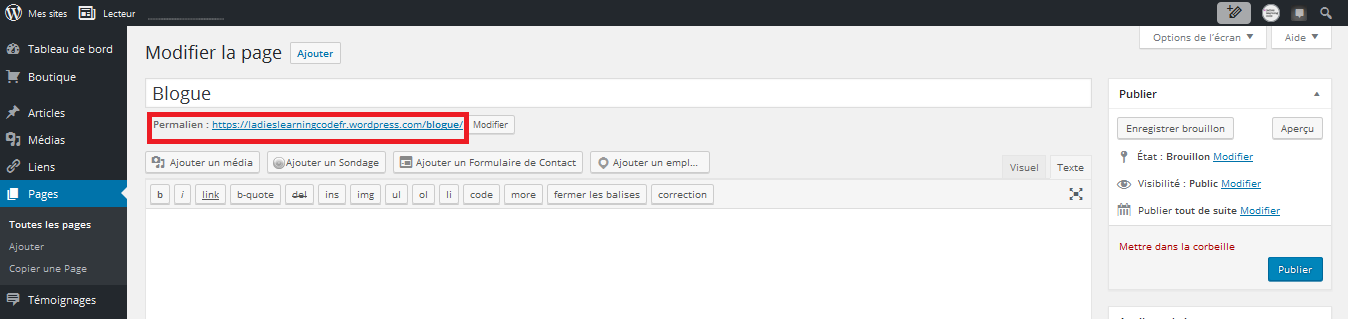 Mes sites Lecteur
Options de l'écran ▼ Aide ▼
Tableau de bord
Boutique
Articles
Médias
Liens
Pages
Toutes les pages
Ajouter
Copier une Page
Témoignages
Modifier la page Ajouter
Blogue
Permalien : https://ladieslearningcodefr.wordpress.com/blogue/ Modifier
Ajouter un média Ajouter un Sondage Ajouter un Formulaire de Contact Ajouter un empl...
Visuel Texte
b i link b-quote del ins img ul ol li code more fermer les balises correction
Publier
Enregistrer brouillon Aperçu
État : Brouillon Modifier
Visibilité : Public Modifier
Publier tout de suite Modifier
Mettre dans la corbeille
Publier